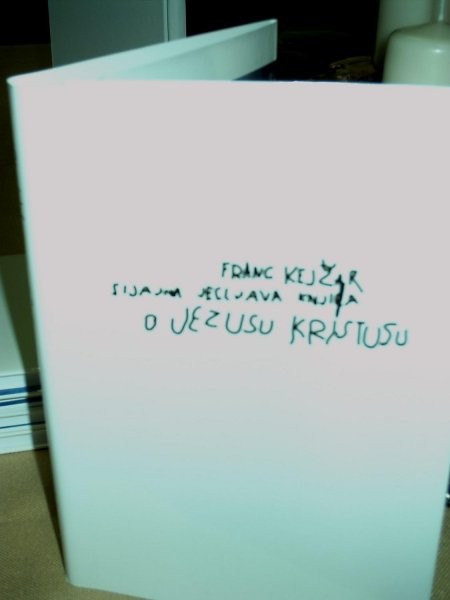 FRANC KEJŽAR
SIJAJNA JECLJAVA KNJIGA
O JEZUSU KRISTUSU